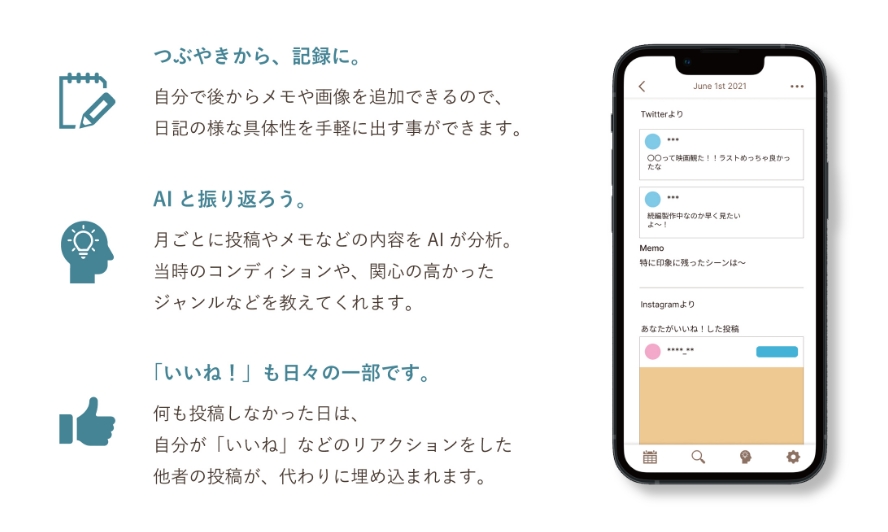 つぶやきから、記録に。
自分で後からメモや画像を追加できるので、
日記の様な具体性を手軽に出す事ができます。
AI と振り返ろう。
月ごとに投稿やメモなどの内容を AI が分析。
当時のコンディションや、関心の高かった
ジャンルなどを教えてくれます。
「いいね！」も日々の一部です。
何も投稿しなかった日は、
自分が「いいね」などのリアクションをした
他者の投稿が、代わりに埋め込まれます。
June 1st 2021
Twitterより
***
〇〇って映画観た！！ラストめっちゃ良かっ
たな
***
続編製作中なのか早く見たい
よ〜！
Memo
特に印象に残ったシーンは〜
Instagramより
あなたがいいね！した投稿
****_**